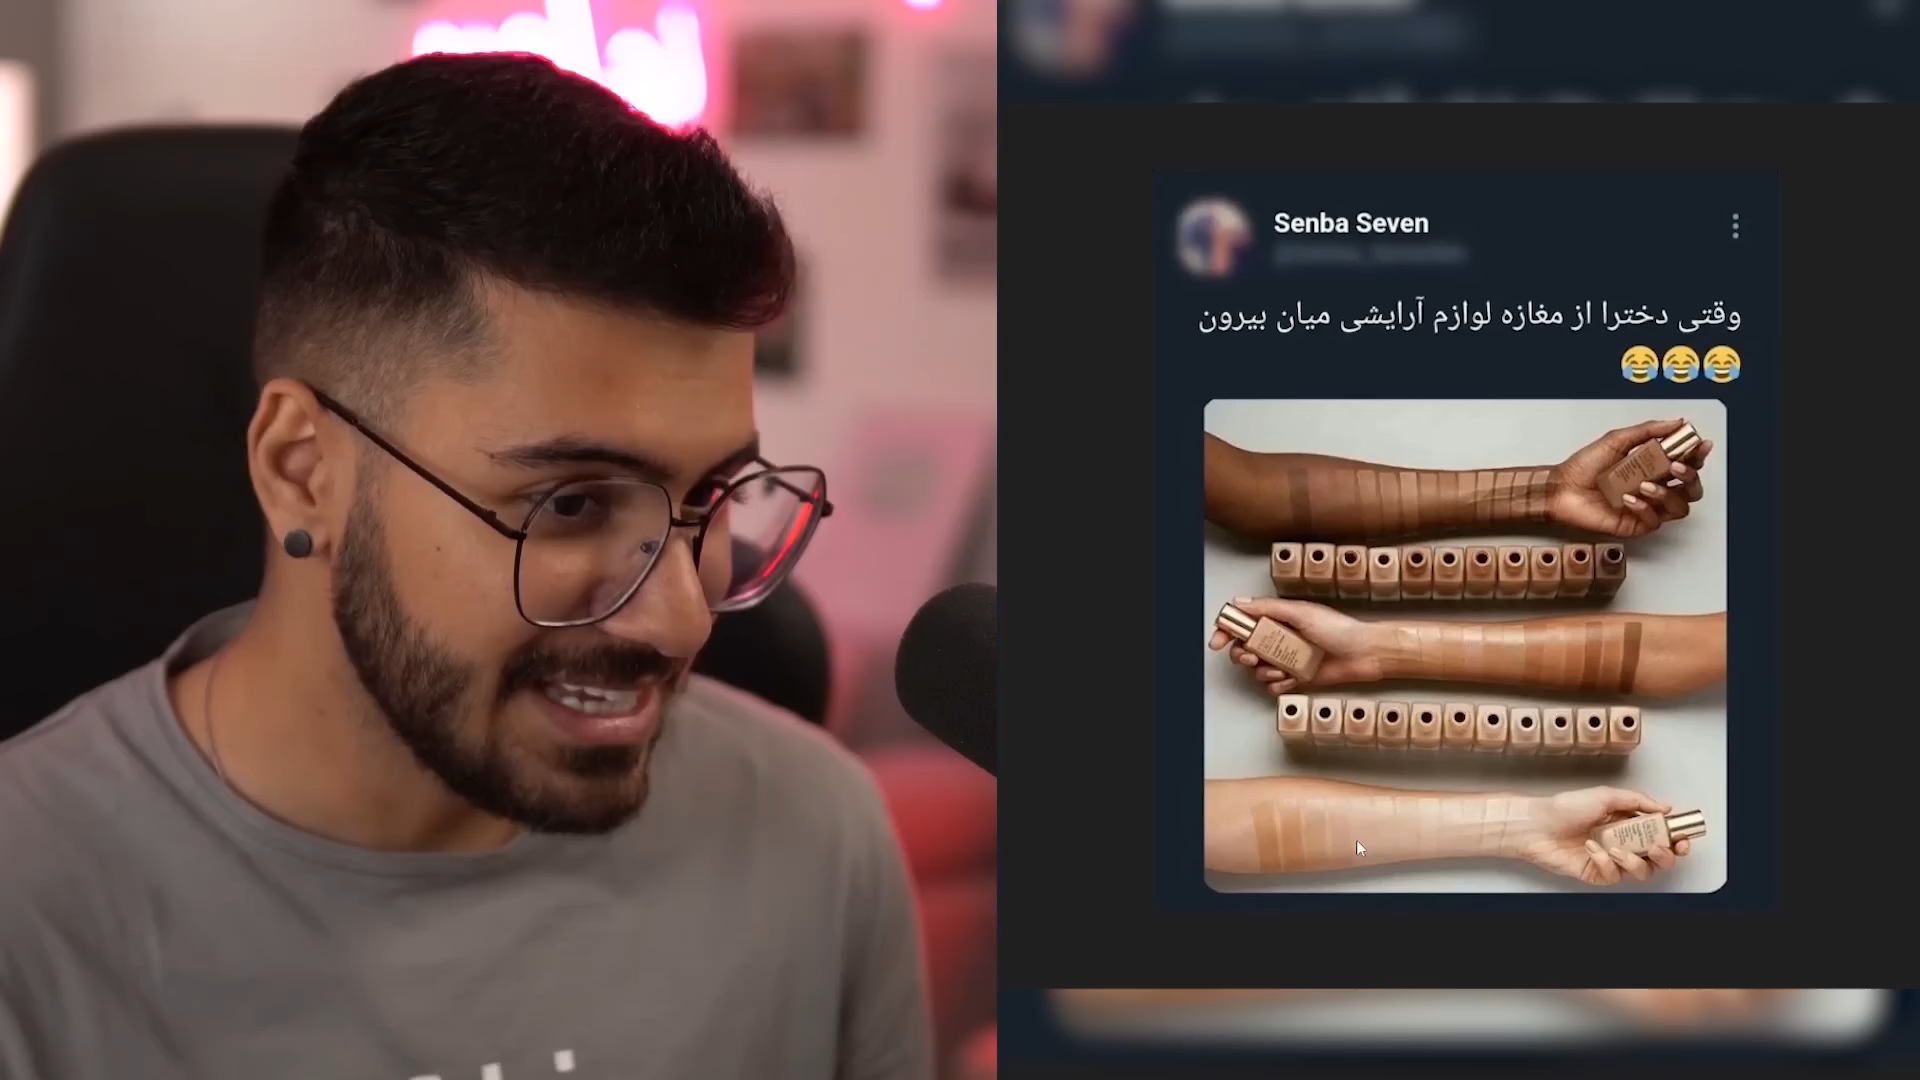 Senba Seven
وقتی دخترا از مغازه لوازم آرایشی میان بیرون
😂😂😂